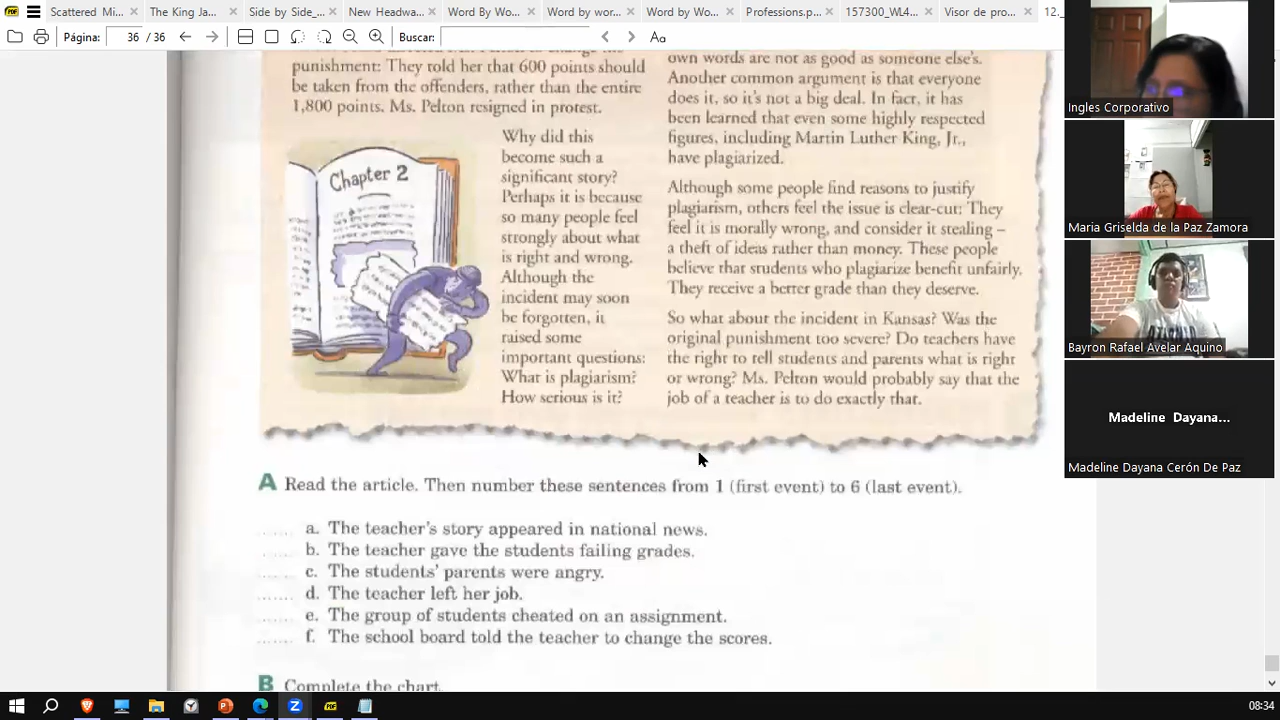 Scattered Mi...
The King Ja...
Side by Side_...
New Headwa...
Word By Wo...
Word by wor...
Word by Wo...
Professions.p...
157300_WL4...
Visor de pro...
12._
Página: 36 / 36
Buscar:
Aα
punishment: They told her that 600 points should
be taken from the offenders, rather than the entire
1,800 points. Ms. Pelton resigned in protest.
Chapter 2
Why did this
become such a
significant story?
Perhaps it is because
so many people feel
strongly about what
is right and wrong.
Although the
incident may soon
be forgotten, it
raised some
important questions:
What is plagiarism?
How serious is it?
own words are not as good as someone else's.
Another common argument is that everyone
does it, so it's not a big deal. In fact, it has
been learned that even some highly respected
figures, including Martin Luther King, Jr.,
have plagiarized.
Although some people find reasons to justify
plagiarism, others feel the issue is clear-cut: They
feel it is morally wrong, and consider it stealing –
a theft of ideas rather than money. These people
believe that students who plagiarize benefit unfairly.
They receive a better grade than they deserve.
So what about the incident in Kansas? Was the
original punishment too severe? Do teachers have
the right to tell students and parents what is right
or wrong? Ms. Pelton would probably say that the
job of a teacher is to do exactly that.
A Read the article. Then number these sentences from 1 (first event) to 6 (last event).
...... a. The teacher's story appeared in national news.
...... b. The teacher gave the students failing grades.
...... c. The students' parents were angry.
....... d. The teacher left her job.
...... e. The group of students cheated on an assignment.
....... f. The school board told the teacher to change the scores.
B Complete the chart.
Ingles Corporativo
Maria Griselda de la Paz Zamora
Bayron Rafael Avelar Aquino
Madeline Dayana...
Madeline Dayana Cerón De Paz
08:34